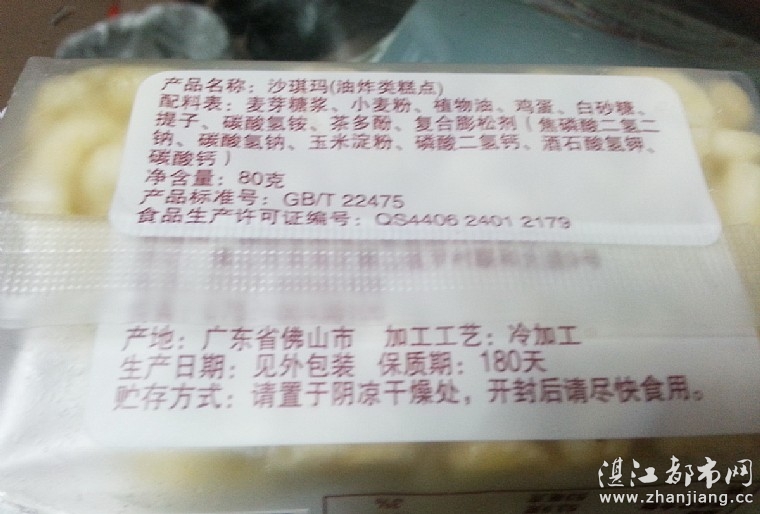 产品名称：沙琪玛(油炸类糕点)
配料表：麦芽糖浆、小麦粉、植物油、鸡蛋、白砂糖、
提子、碳酸氢铵、茶多酚、复合膨松剂（焦磷酸二氢二
钠、碳酸氢钠、玉米淀粉、磷酸二氢钙、酒石酸氢钾、
碳酸钙）
净含量：80克
产品标准号：GB/T 22475
食品生产许可证编号：QS4406 2401 2179
产地：广东省佛山市 加工工艺：冷加工
生产日期：见外包装 保质期：180天
贮存方式：请置于阴凉干燥处，开封后请尽快食用。
3%
湛江都市网
www.zhanjiang.cc